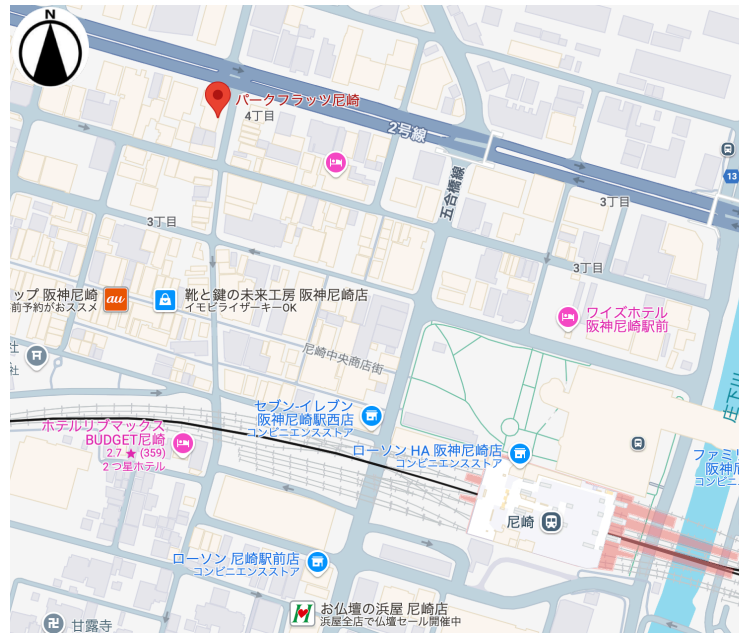 N
パークフラッツ尼崎
4丁目
2号線
13
五合橋線
3丁目
3丁目
3丁目
ップ 阪神尼崎
前予約がおススメ
au
靴と鍵の未来工房 阪神尼崎店
イモビライザーキーOK
ワイズホテル
阪神尼崎駅前
社
社
尼崎中央商店街
庄下川
セブン-イレブン
阪神尼崎駅西店
コンビニエンスストア
ホテルリブマックス
BUDGET尼崎
2.7 ★ (359)
2 つ星ホテル
ローソン HA 阪神尼崎店
コンビニエンスストア
ファミリ
阪神尼
コンビニエ
尼崎
ローソン 尼崎駅前店
コンビニエンスストア
お仏壇の浜屋 尼崎店
浜屋全店で仏壇セール開催中
甘露寺